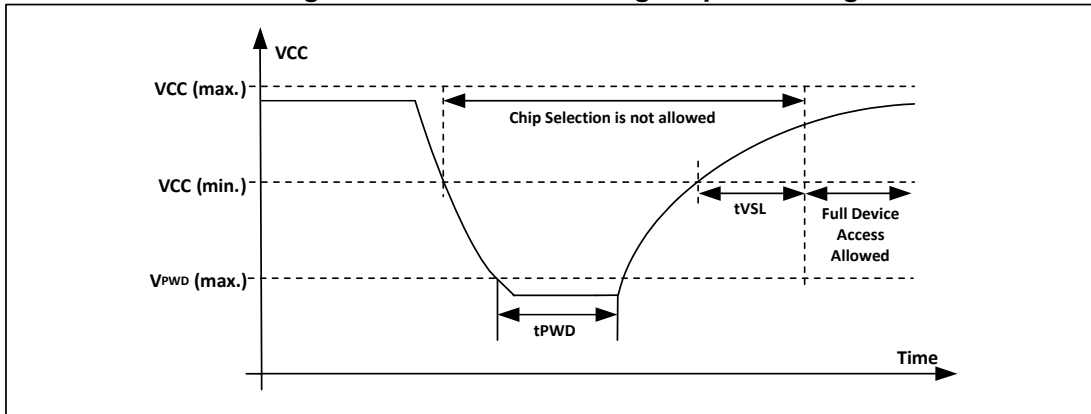 VCC
VCC (max.)
Chip Selection is not allowed
VCC (min.)
tVSL
Full Device
Access
Allowed
VPWD (max.)
tPWD
Time